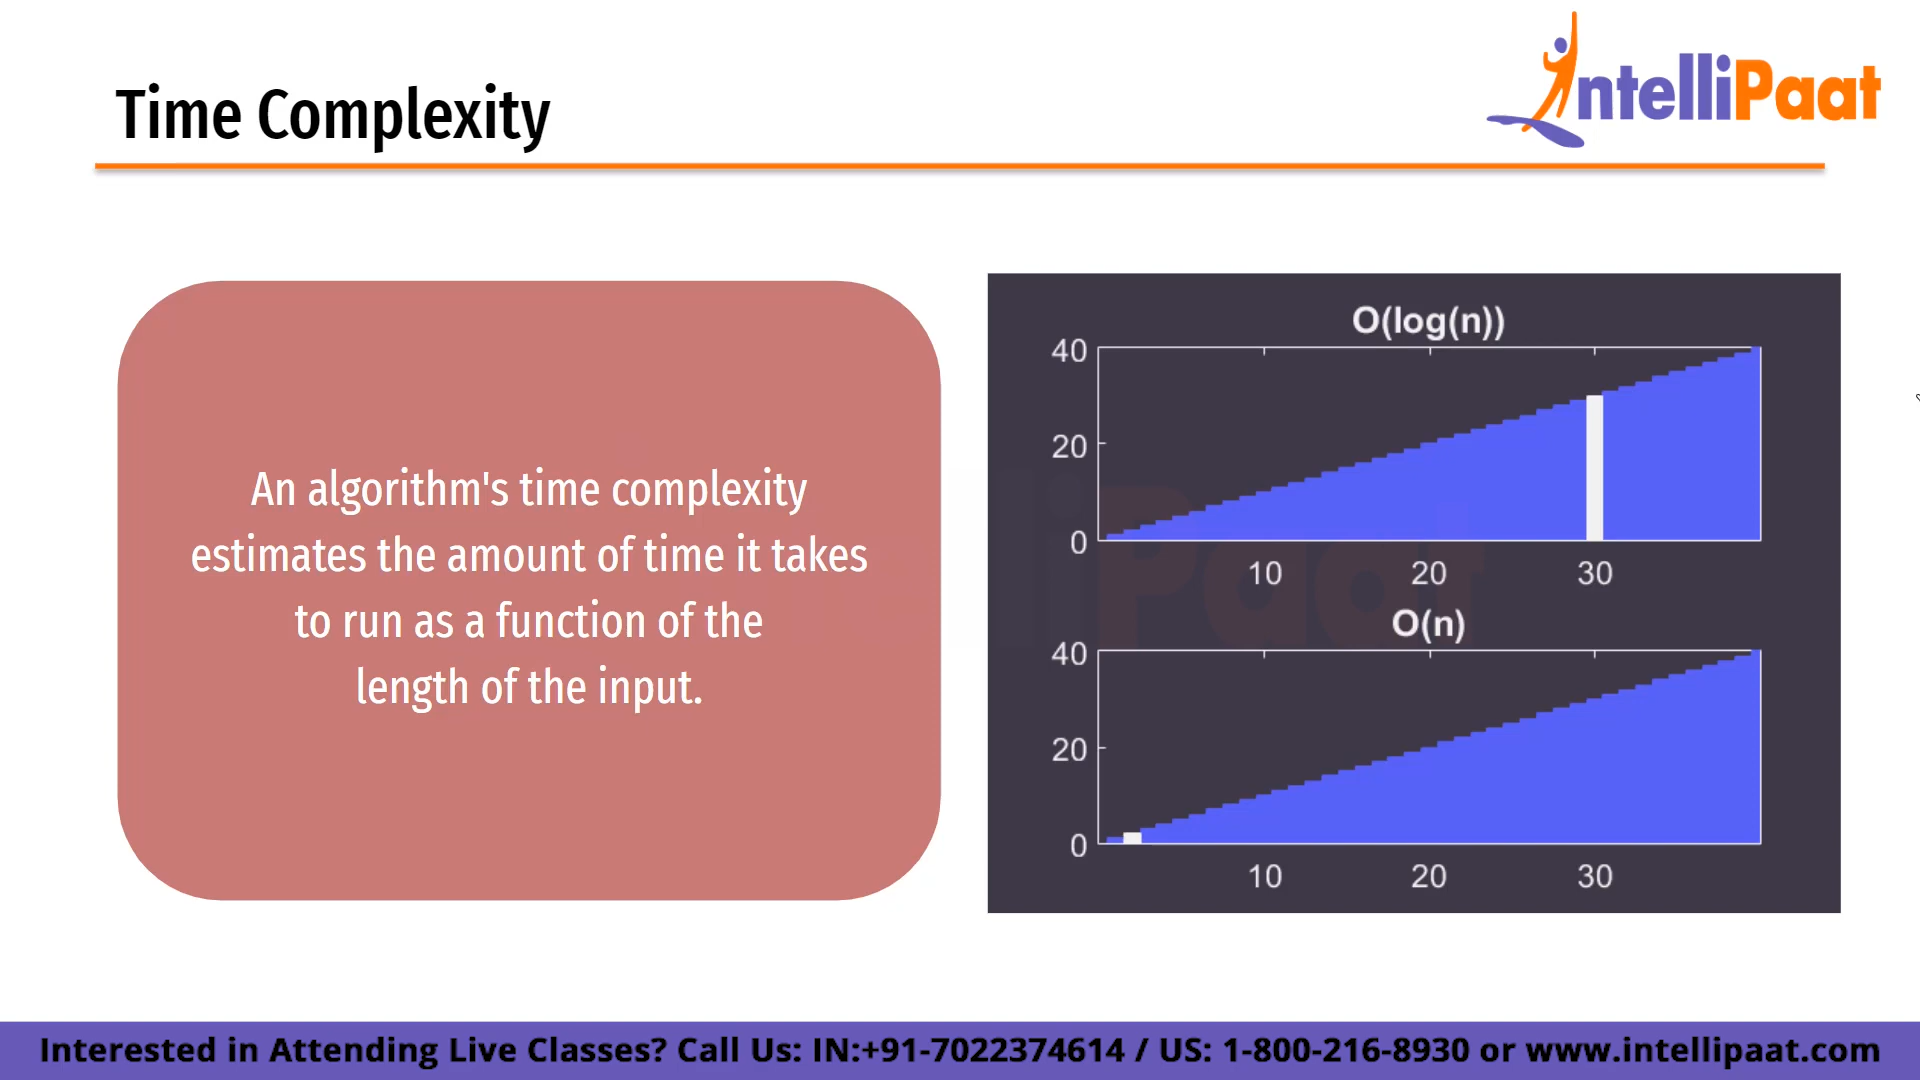 Time Complexity
IntelliPaat
An algorithm's time complexity
estimates the amount of time it takes
to run as a function of the
length of the input.
O(log(n))
40
20
0
10 20 30
O(n)
40
20
0
10 20 30
Interested in Attending Live Classes? Call Us: IN:+91-7022374614 / US: 1-800-216-8930 or www.intellipaat.com